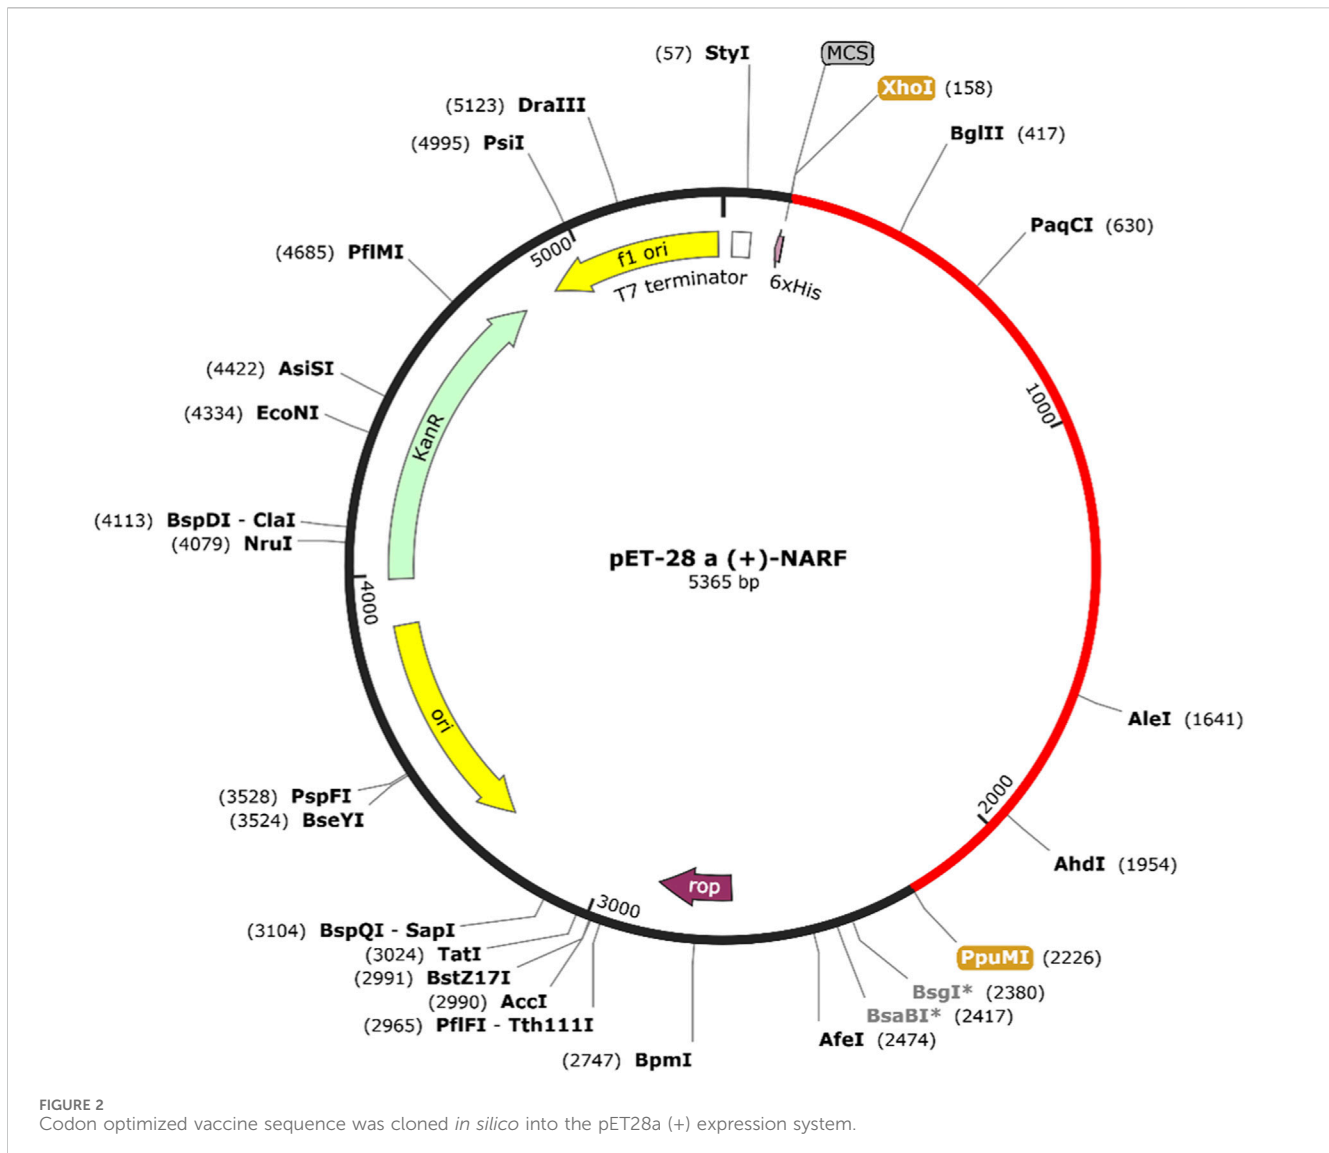 (57) StyI
MCS
XhoI (158)
(5123) DraIII
(4995) PsiI
BglII (417)
PaqCI (630)
(4685) PflMI
5000
f1 ori
T7 terminator
6xHis
(4422) AsiSI
(4334) EcoNI
KanR
1000
(4113) BspDI - ClaI
(4079) NruI
pET-28 a (+)-NARF
5365 bp
4000
ori
AleI (1641)
(3528) PspFI
(3524) BseYI
2000
AhdI (1954)
rop
3000
(3104) BspQI - SapI
(3024) TatI
(2991) BstZ17I
(2990) AccI
(2965) PflFI - Tth111I
(2747) BpmI
PpuMI (2226)
BsgI* (2380)
BsaBI* (2417)
AfeI (2474)
FIGURE 2
Codon optimized vaccine sequence was cloned in silico into the pET28a (+) expression system.